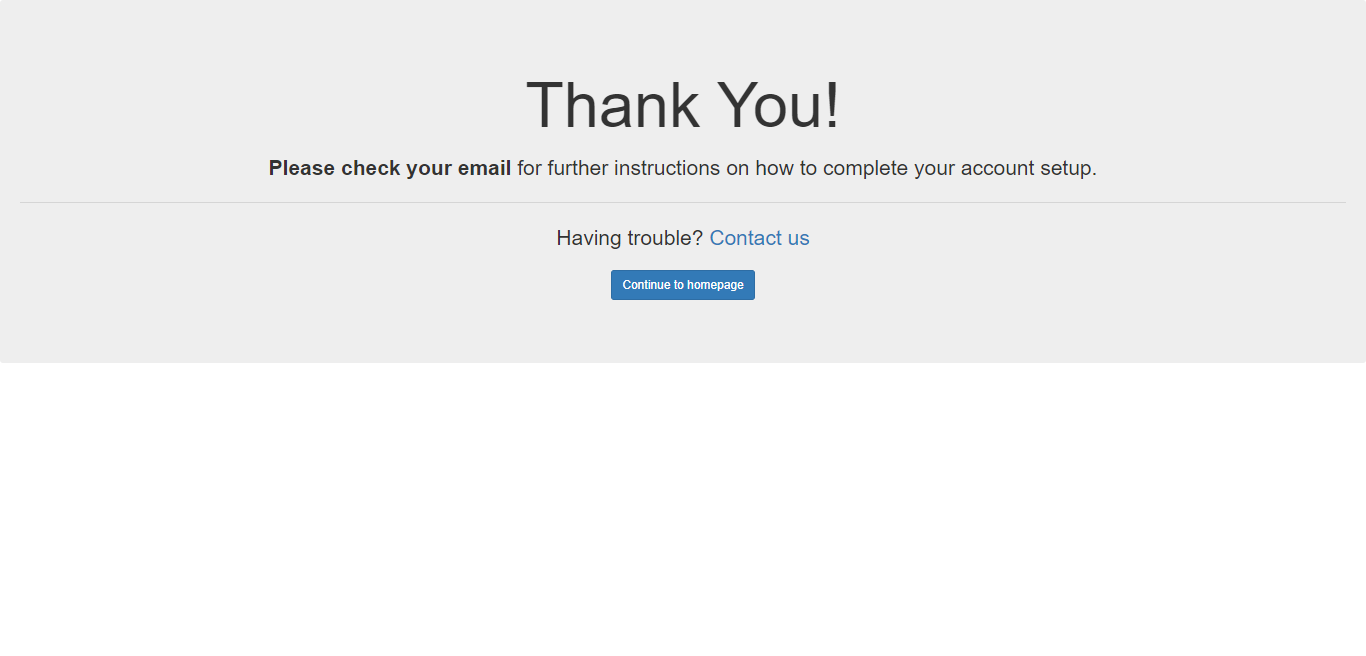 Thank You!
Please check your email for further instructions on how to complete your account setup.
Having trouble? Contact us
Continue to homepage